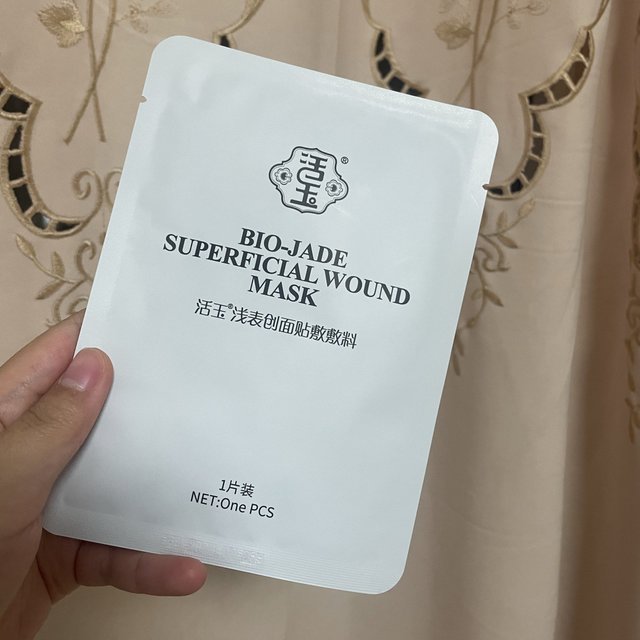 活玉®
BIO-JADE
SUPERFICIAL WOUND
MASK
活玉®浅表创面贴敷敷料
1片装
NET:One PCS